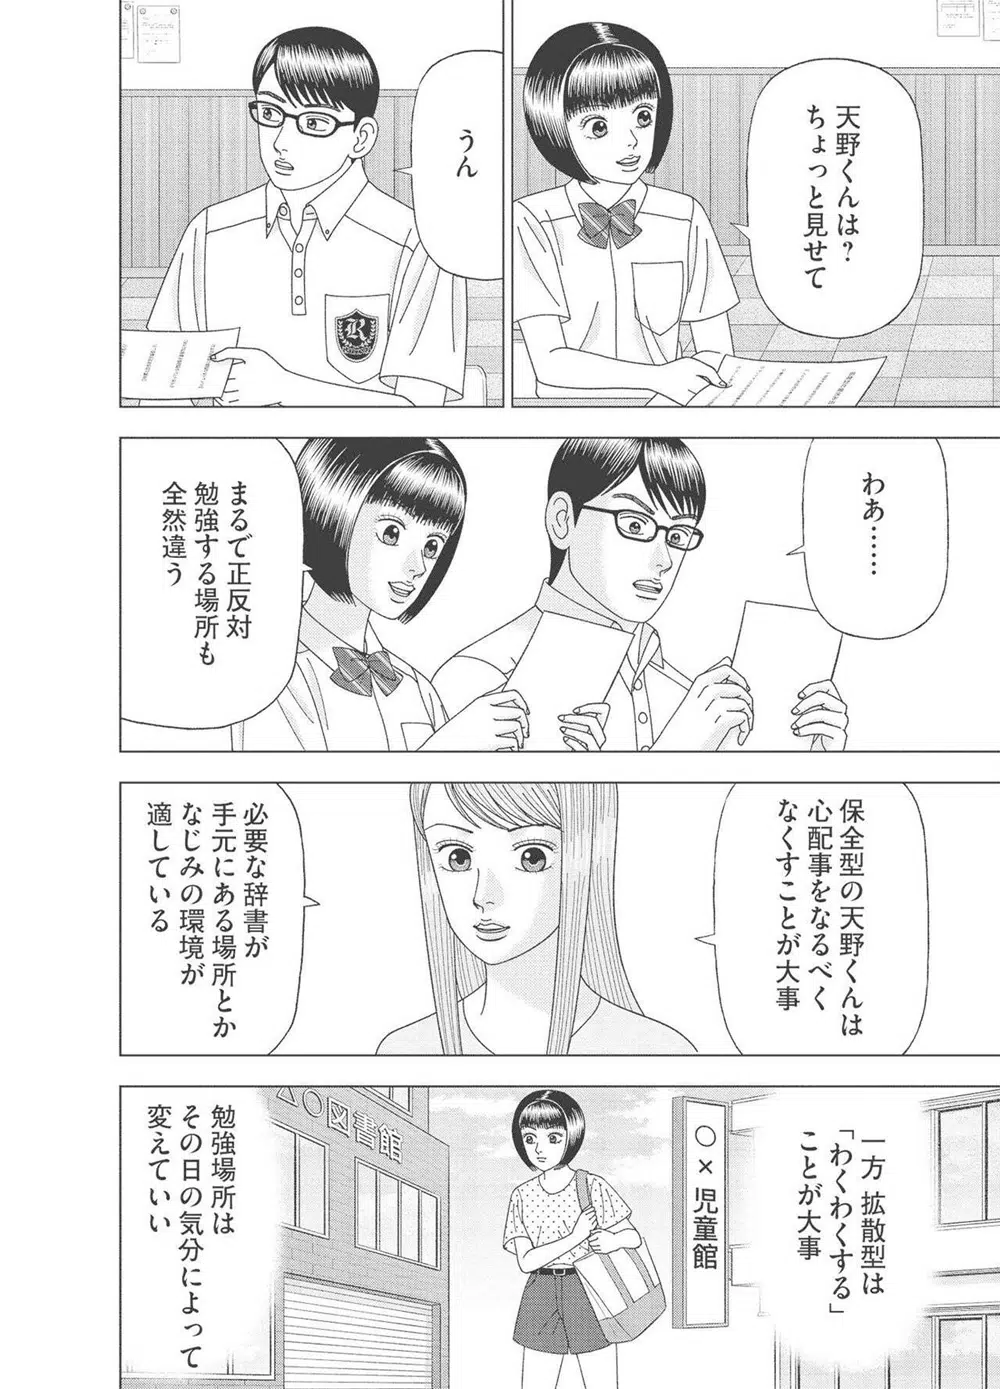 天野くんは?
ちょっと見せて
うん
わあ……
まるで正反対
勉強する場所も
全然違う
保全型の天野くんは
心配事をなるべく
なくすことが大事
必要な辞書が
手元にある場所とか
なじみの環境が
適している
一方 拡散型は
「わくわくする」
ことが大事
○×児童館
△○図書館
勉強場所は
その日の気分によって
変えていい
R